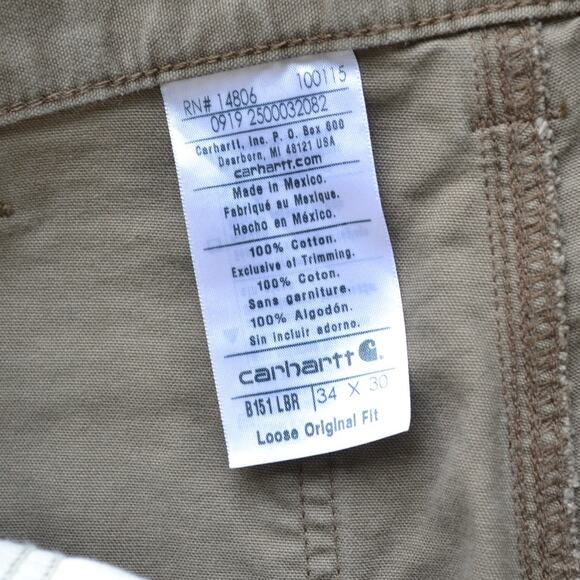 RN# 14806 100115
0919 2500032082
Carhartt, Inc. P. O. Box 600
Dearborn, MI 48121 USA
carhartt.com
Made in Mexico.
Fabriqué au Mexique.
Hecho en México.
100% Cotton.
Exclusive of Trimming.
100% Coton.
Sans garniture.
100% Algodón.
Sin incluir adorno.
carhartt
B151 LBR 34 X 30
Loose Original Fit